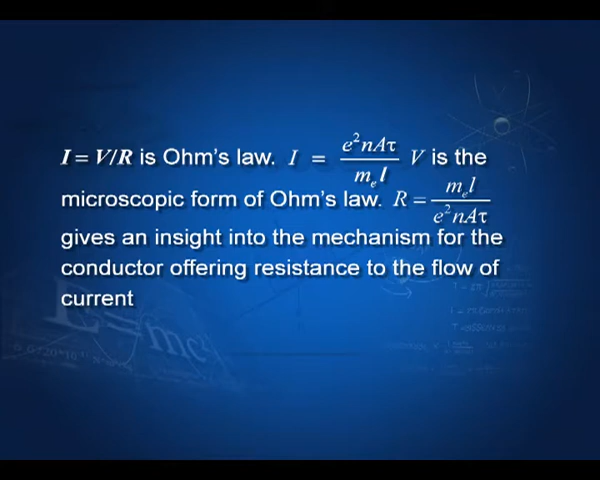 I = V/R is Ohm's law. I = e²nAτ / mₑl V is the
microscopic form of Ohm's law. R = mₑl / e²nAτ
gives an insight into the mechanism for the
conductor offering resistance to the flow of
current
E=mc²